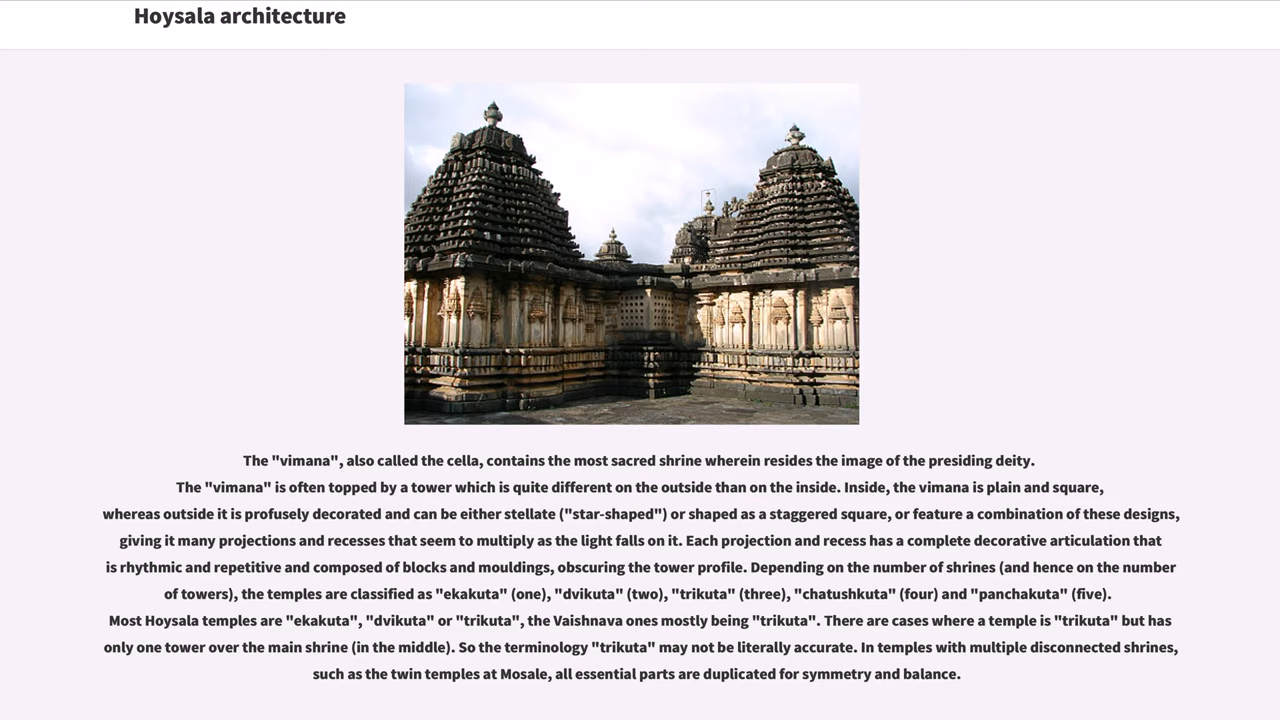 Hoysala architecture
The "vimana", also called the cella, contains the most sacred shrine wherein resides the image of the presiding deity.
The "vimana" is often topped by a tower which is quite different on the outside than on the inside. Inside, the vimana is plain and square,
whereas outside it is profusely decorated and can be either stellate ("star-shaped") or shaped as a staggered square, or feature a combination of these designs,
giving it many projections and recesses that seem to multiply as the light falls on it. Each projection and recess has a complete decorative articulation that
is rhythmic and repetitive and composed of blocks and mouldings, obscuring the tower profile. Depending on the number of shrines (and hence on the number
of towers), the temples are classified as "ekakuta" (one), "dvikuta" (two), "trikuta" (three), "chatushkuta" (four) and "panchakuta" (five).
Most Hoysala temples are "ekakuta", "dvikuta" or "trikuta", the Vaishnava ones mostly being "trikuta". There are cases where a temple is "trikuta" but has
only one tower over the main shrine (in the middle). So the terminology "trikuta" may not be literally accurate. In temples with multiple disconnected shrines,
such as the twin temples at Mosale, all essential parts are duplicated for symmetry and balance.